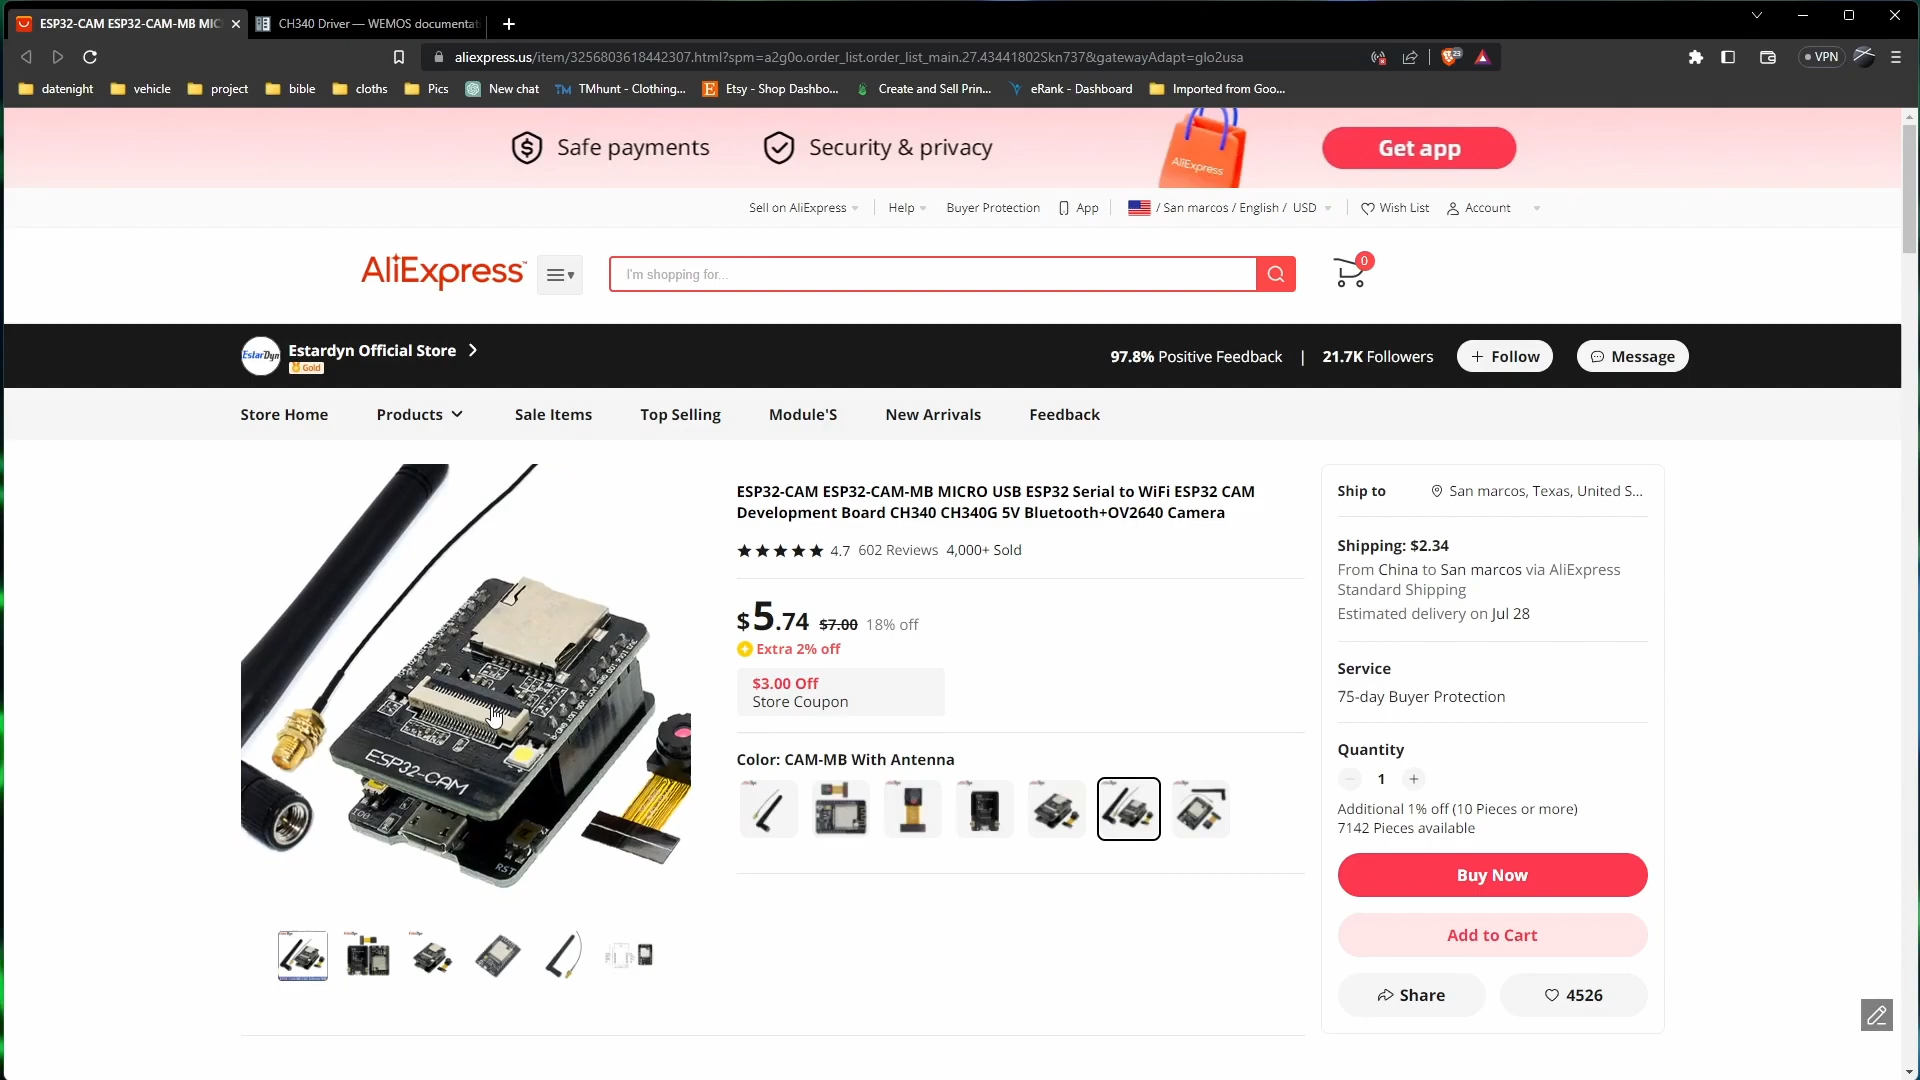 ESP32-CAM ESP32-CAM-MB MIC
CH340 Driver — WEMOS documentat
aliexpress.us/item/3256803618442307.html?spm=a2g0o.order_list.order_list_main.27.43441802Skn737&gatewayAdapt=glo2usa
23
VPN
datenight
vehicle
project
bible
cloths
Pics
New chat
TMhunt - Clothing...
Etsy - Shop Dashbo...
Create and Sell Prin...
eRank - Dashboard
Imported from Goo...
Safe payments
Security & privacy
AliExpress
Get app
Sell on AliExpress
Help
Buyer Protection
App
/ San marcos / English / USD
Wish List
Account
AliExpress
I'm shopping for...
0
EstarDyn
Estardyn Official Store
Gold
97.8% Positive Feedback | 21.7K Followers
+ Follow
Message
Store Home
Products
Sale Items
Top Selling
Module'S
New Arrivals
Feedback
ESP32-CAM
IO0
RST
ESP32-CAM ESP32-CAM-MB MICRO USB ESP32 Serial to WiFi ESP32 CAM
Development Board CH340 CH340G 5V Bluetooth+OV2640 Camera
4.7 602 Reviews 4,000+ Sold
$5.74 $7.00 18% off
Extra 2% off
$3.00 Off
Store Coupon
Color: CAM-MB With Antenna
Ship to
San marcos, Texas, United S...
Shipping: $2.34
From China to San marcos via AliExpress
Standard Shipping
Estimated delivery on Jul 28
Service
75-day Buyer Protection
Quantity
1
Additional 1% off (10 Pieces or more)
7142 Pieces available
Buy Now
Add to Cart
Share
4526